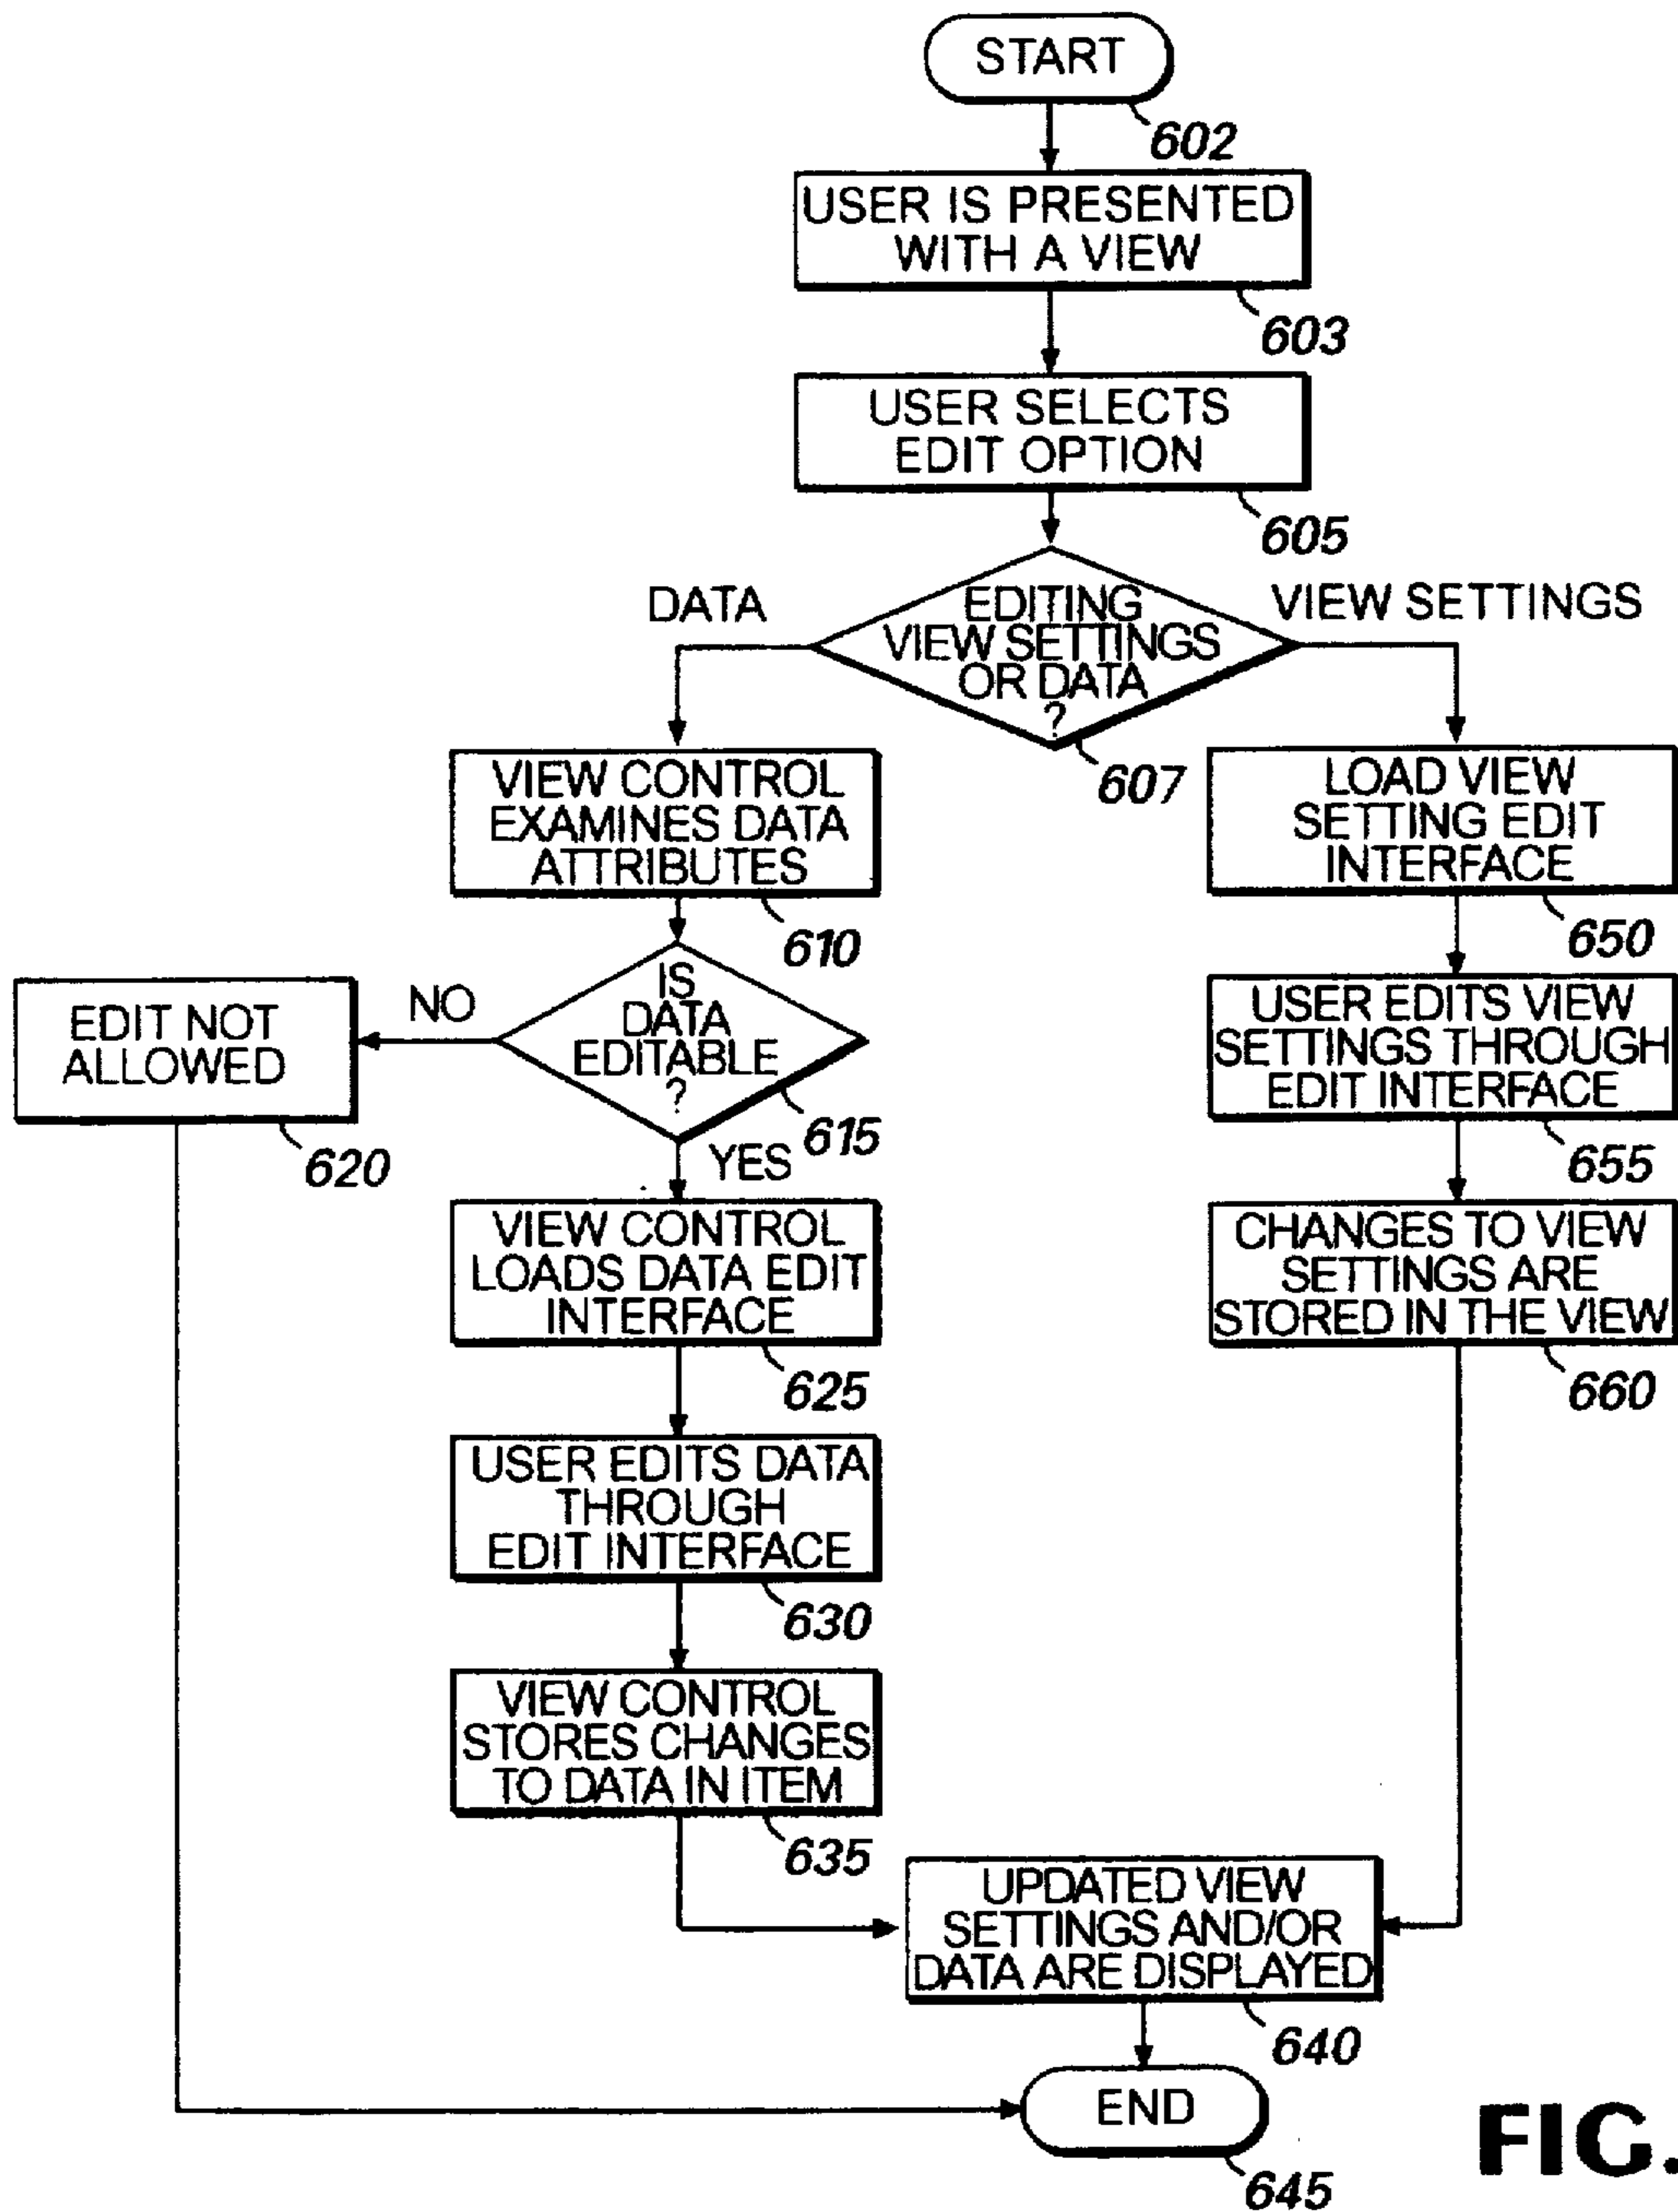 START
602
USER IS PRESENTED
WITH A VIEW
603
USER SELECTS
EDIT OPTION
605
DATA
EDITING
VIEW SETTINGS
OR DATA
?
607
VIEW SETTINGS
VIEW CONTROL
EXAMINES DATA
ATTRIBUTES
610
LOAD VIEW
SETTING EDIT
INTERFACE
650
EDIT NOT
ALLOWED
620
NO
IS
DATA
EDITABLE
?
615
YES
USER EDITS VIEW
SETTINGS THROUGH
EDIT INTERFACE
655
VIEW CONTROL
LOADS DATA EDIT
INTERFACE
625
CHANGES TO VIEW
SETTINGS ARE
STORED IN THE VIEW
660
USER EDITS DATA
THROUGH
EDIT INTERFACE
630
VIEW CONTROL
STORES CHANGES
TO DATA IN ITEM
635
UPDATED VIEW
SETTINGS AND/OR
DATA ARE DISPLAYED
640
END
645
FIG.